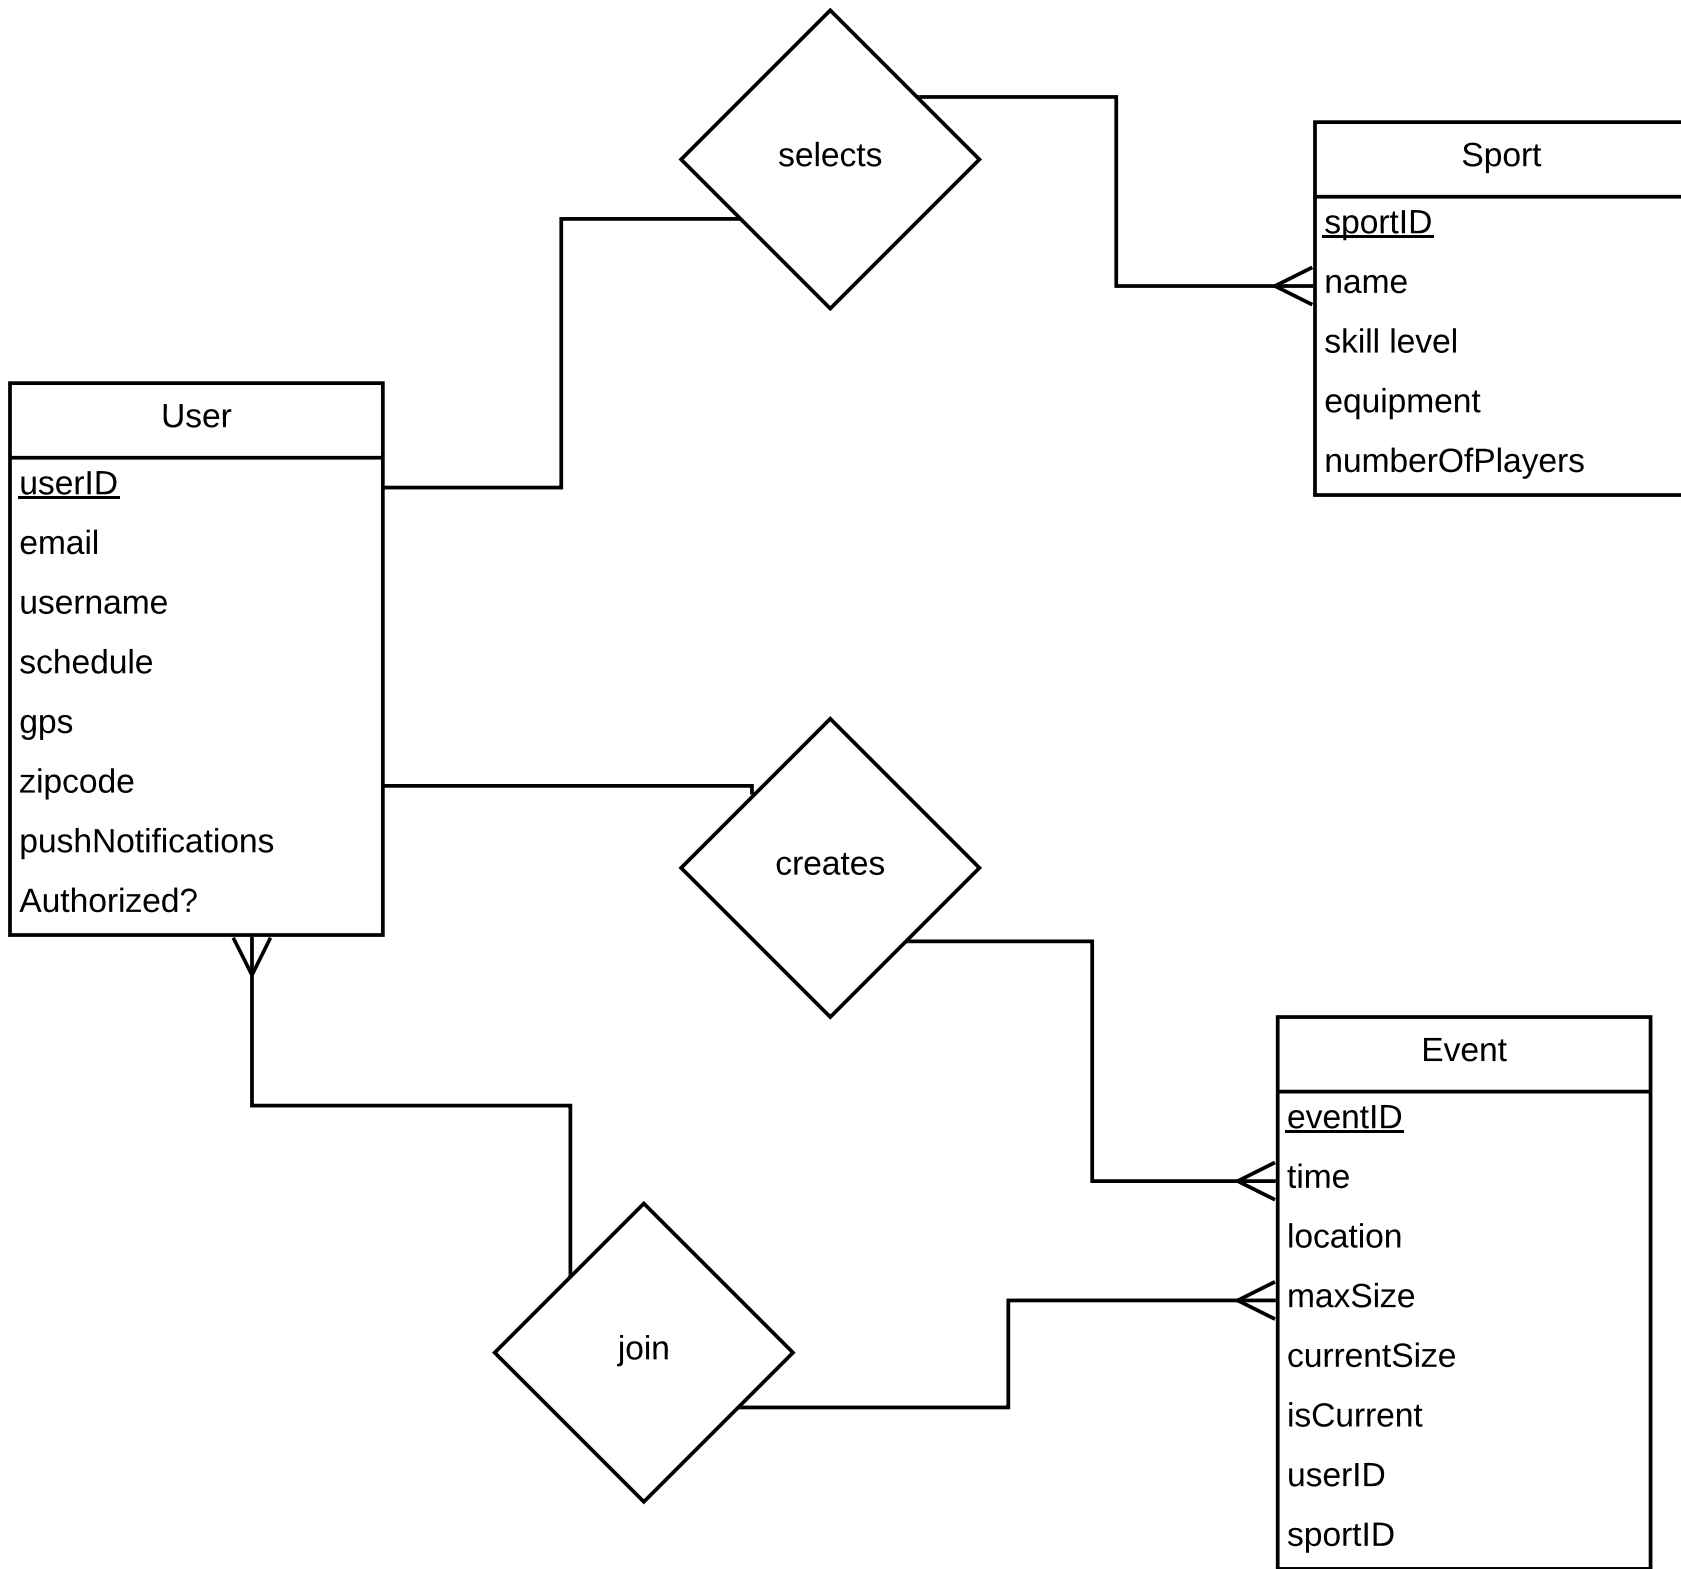 selects
Sport
sportID
name
skill level
equipment
numberOfPlayers
User
userID
email
username
schedule
gps
zipcode
pushNotifications
Authorized?
creates
Event
eventID
time
location
maxSize
currentSize
isCurrent
userID
sportID
join